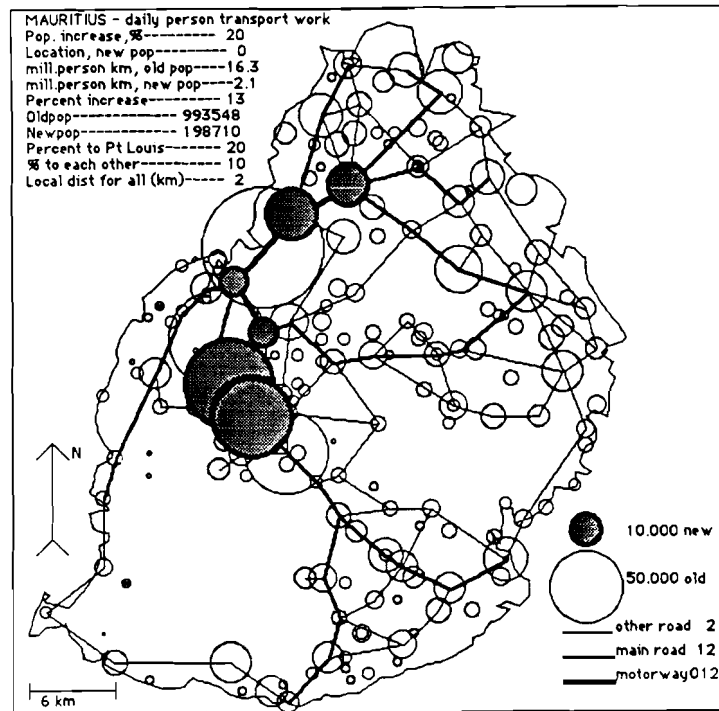 MAURITIUS - daily person transport work
Pop. increase,%--------- 20
Location, new pop------- 0
mill.person km, old pop----16.3
mill.person km, new pop---2.1
Percent increase-------- 13
Oldpop---------------- 993548
Newpop---------------- 198710
Percent to Pt Louis------ 20
% to each other--------- 10
Local dist for all (km)---- 2
N
10.000 new
50.000 old
other road 2
main road 12
motorway012
6 km